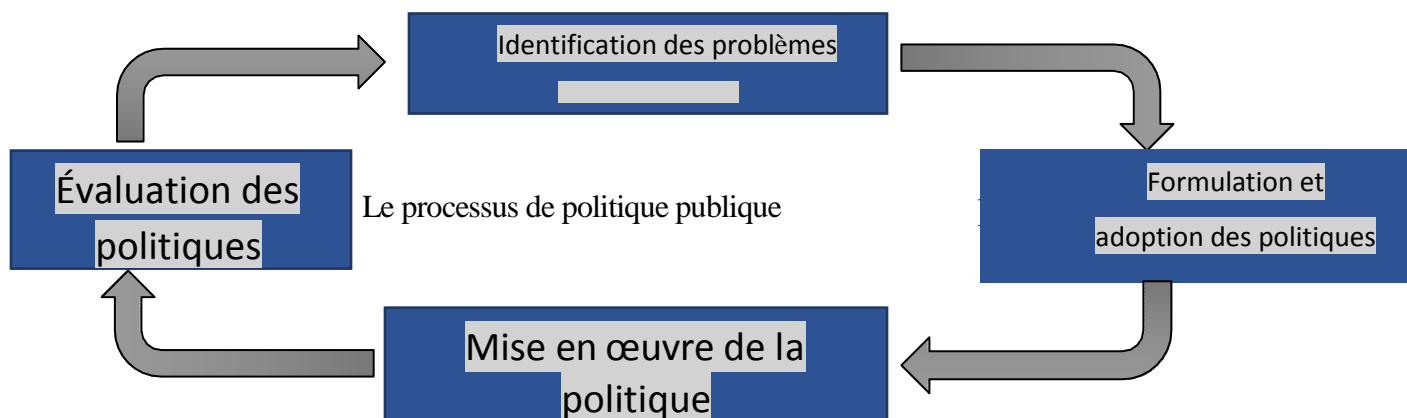 Identification des problèmes
Évaluation des
politiques
Le processus de politique publique
Formulation et
adoption des politiques
Mise en œuvre de la
politique